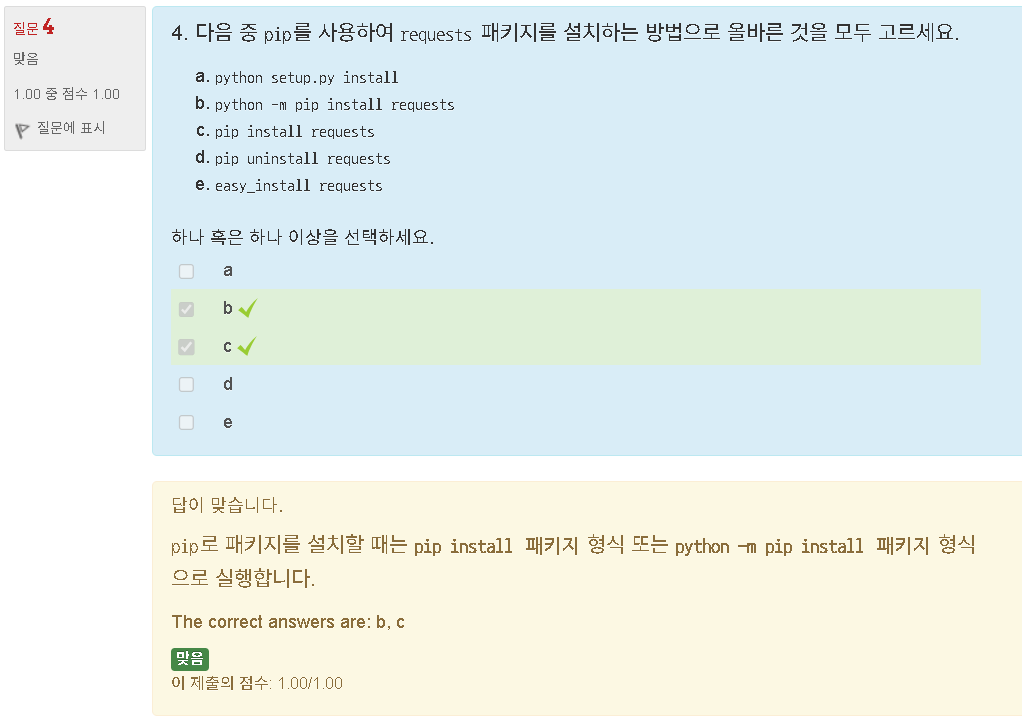 질문 4
맞음
1.00 중 점수 1.00
질문에 표시
4. 다음 중 pip를 사용하여 requests 패키지를 설치하는 방법으로 올바른 것을 모두 고르세요.
a. python setup.py install
b. python -m pip install requests
c. pip install requests
d. pip uninstall requests
e. easy_install requests
하나 혹은 하나 이상을 선택하세요.
a
b
c
d
e
답이 맞습니다.
pip로 패키지를 설치할 때는 pip install 패키지 형식 또는 python -m pip install 패키지 형식
으로 실행합니다.
The correct answers are: b, c
맞음
이 제출의 점수: 1.00/1.00